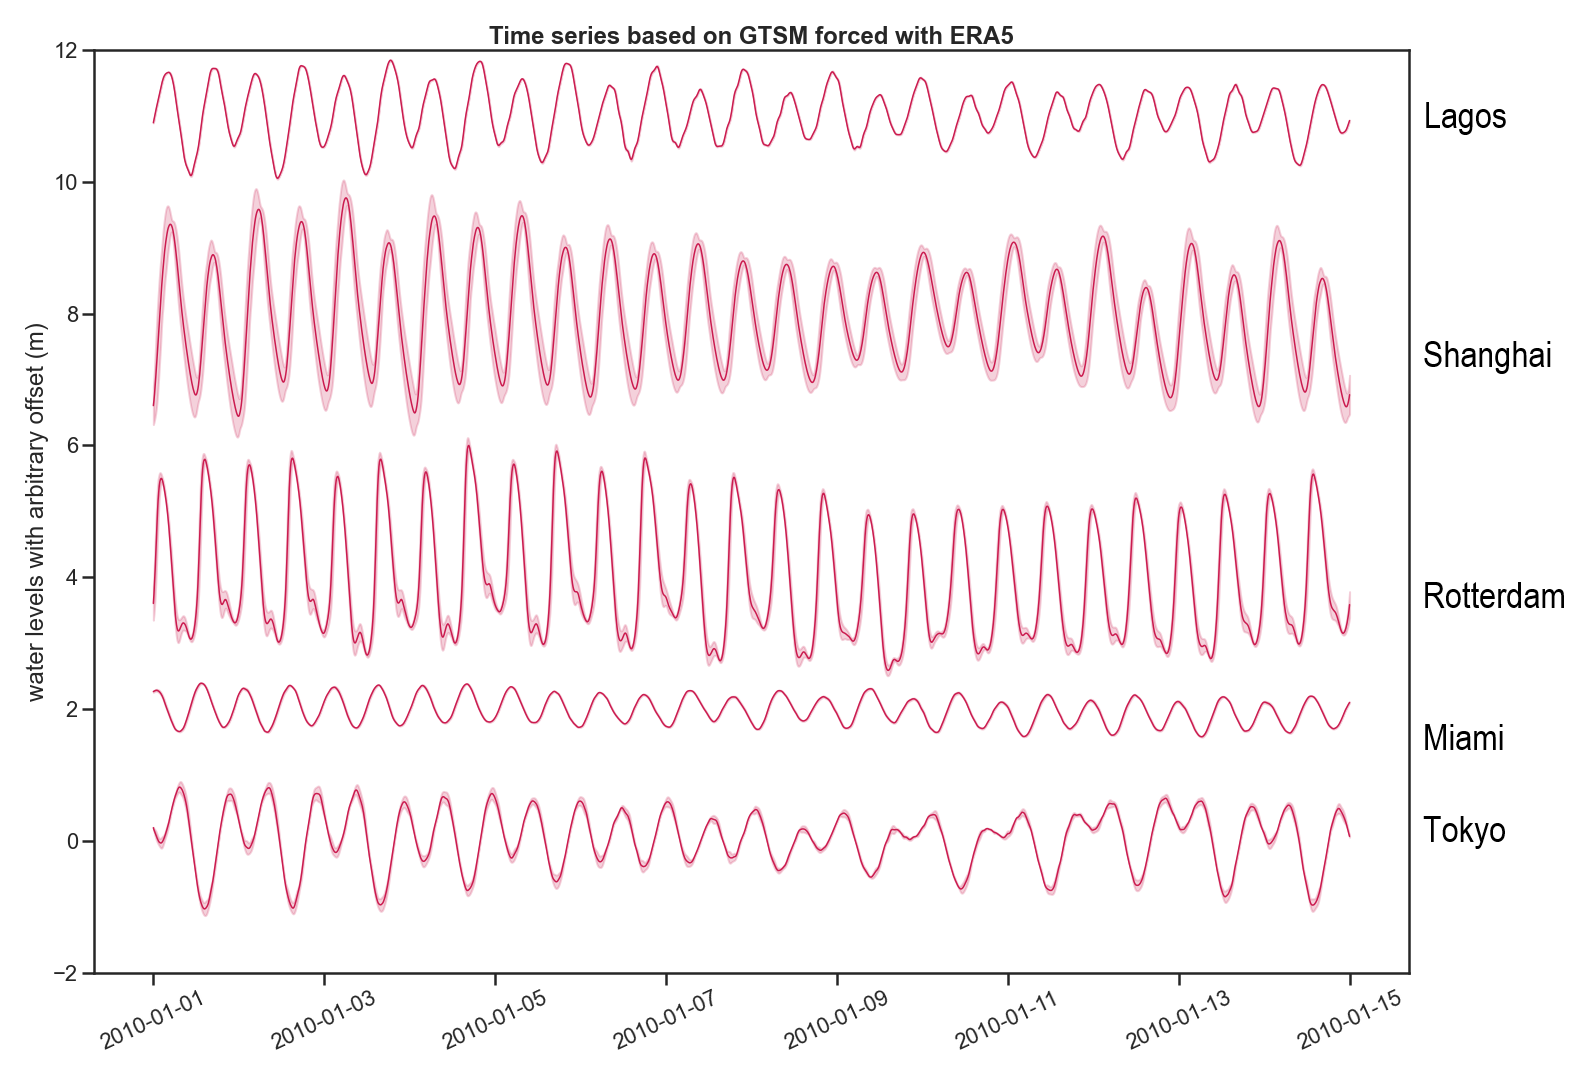 Time series based on GTSM forced with ERA5
water levels with arbitrary offset (m)
12
10
8
6
4
2
0
−2
Lagos
Shanghai
Rotterdam
Miami
Tokyo
2010-01-01
2010-01-03
2010-01-05
2010-01-07
2010-01-09
2010-01-11
2010-01-13
2010-01-15